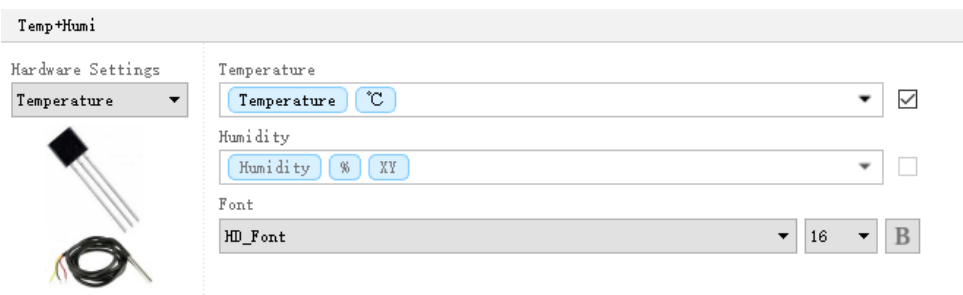 Temp+Humi
Hardware Settings
Temperature
Temperature
Temperature ℃
Humidity
Humidity % XY
Font
HD_Font 16 B